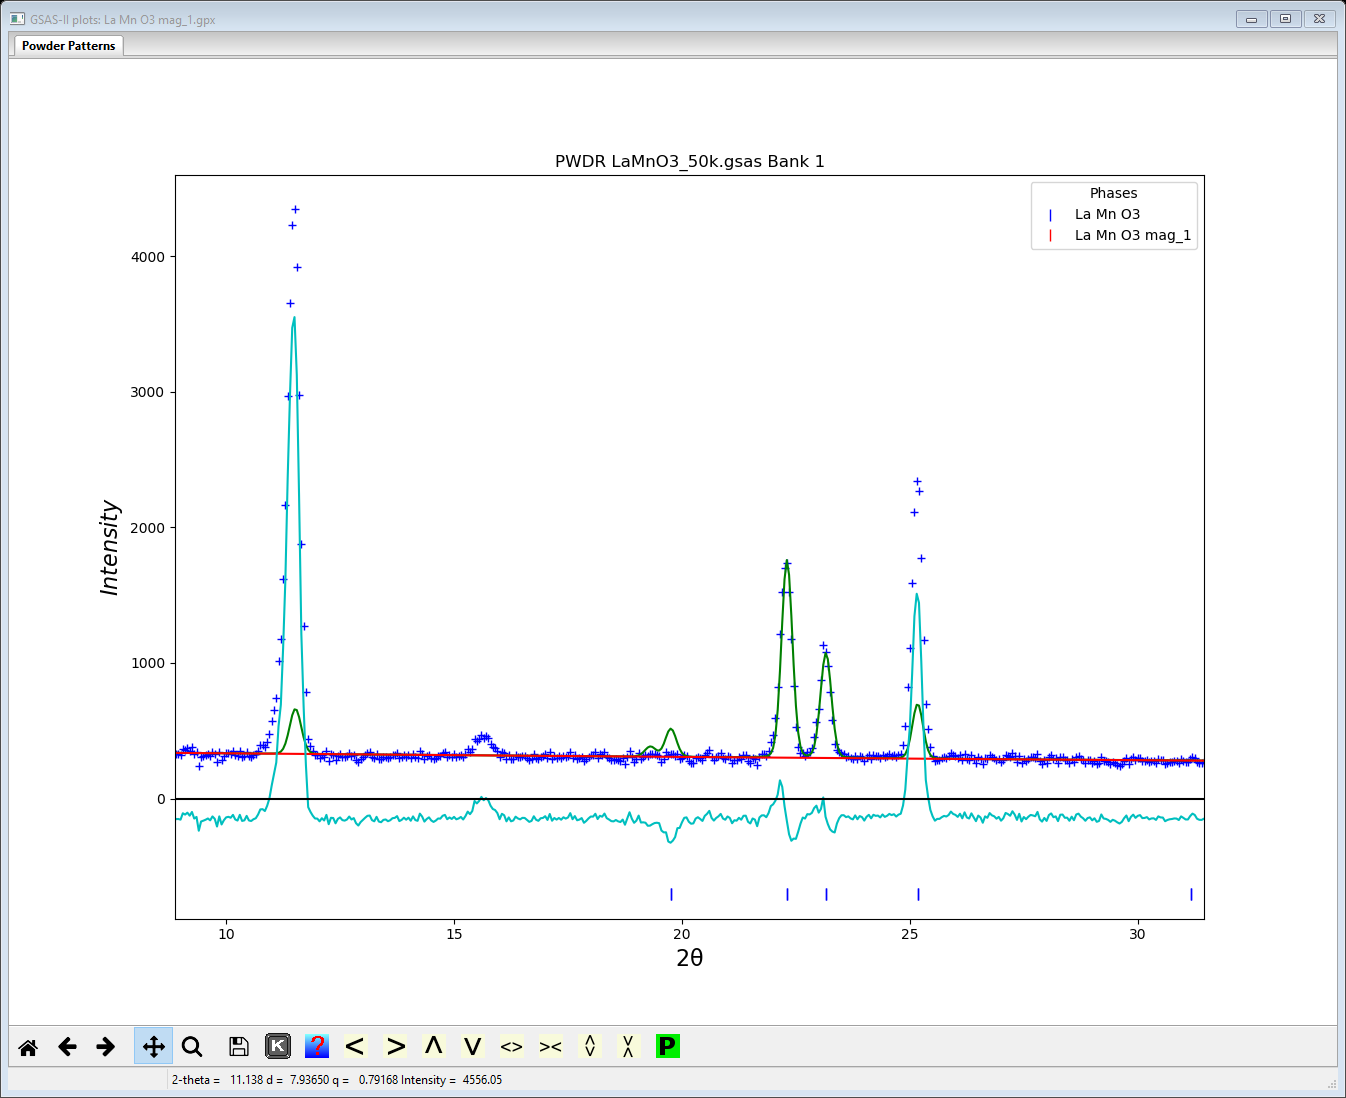 GSAS-II plots: La Mn O3 mag_1.gpx
Powder Patterns
PWDR LaMnO3_50k.gsas Bank 1
Phases
La Mn O3
La Mn O3 mag_1
4000
3000
2000
1000
0
Intensity
10 15 20 25 30
2θ
K ? < > Λ V <> >< P
2-theta = 11.138 d = 7.93650 q = 0.79168 Intensity = 4556.05